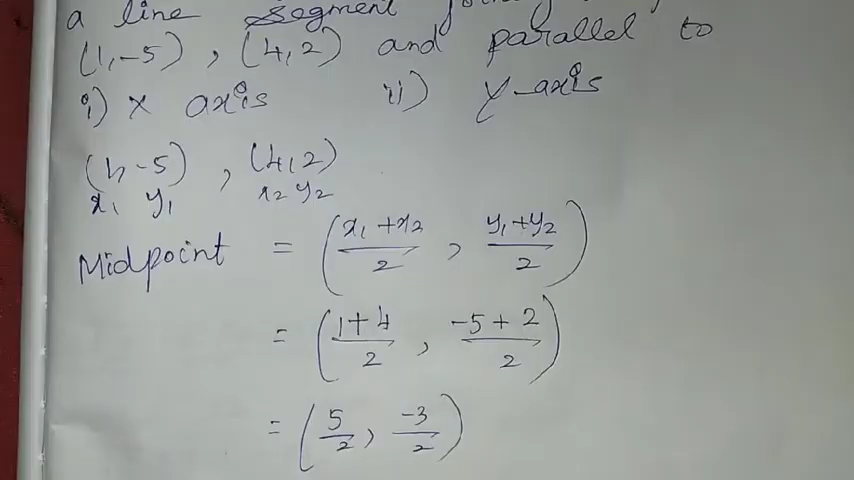 a line segment
(1,-5), (4,2) and parallel to
i) x axis ii) y-axis
(1, -5), (4,2)
x₁ y₁ x₂ y₂
Midpoint = ( x₁ + x₂ / 2 , y₁ + y₂ / 2 )
= ( 1 + 4 / 2 , -5 + 2 / 2 )
= ( 5/2 , -3/2 )